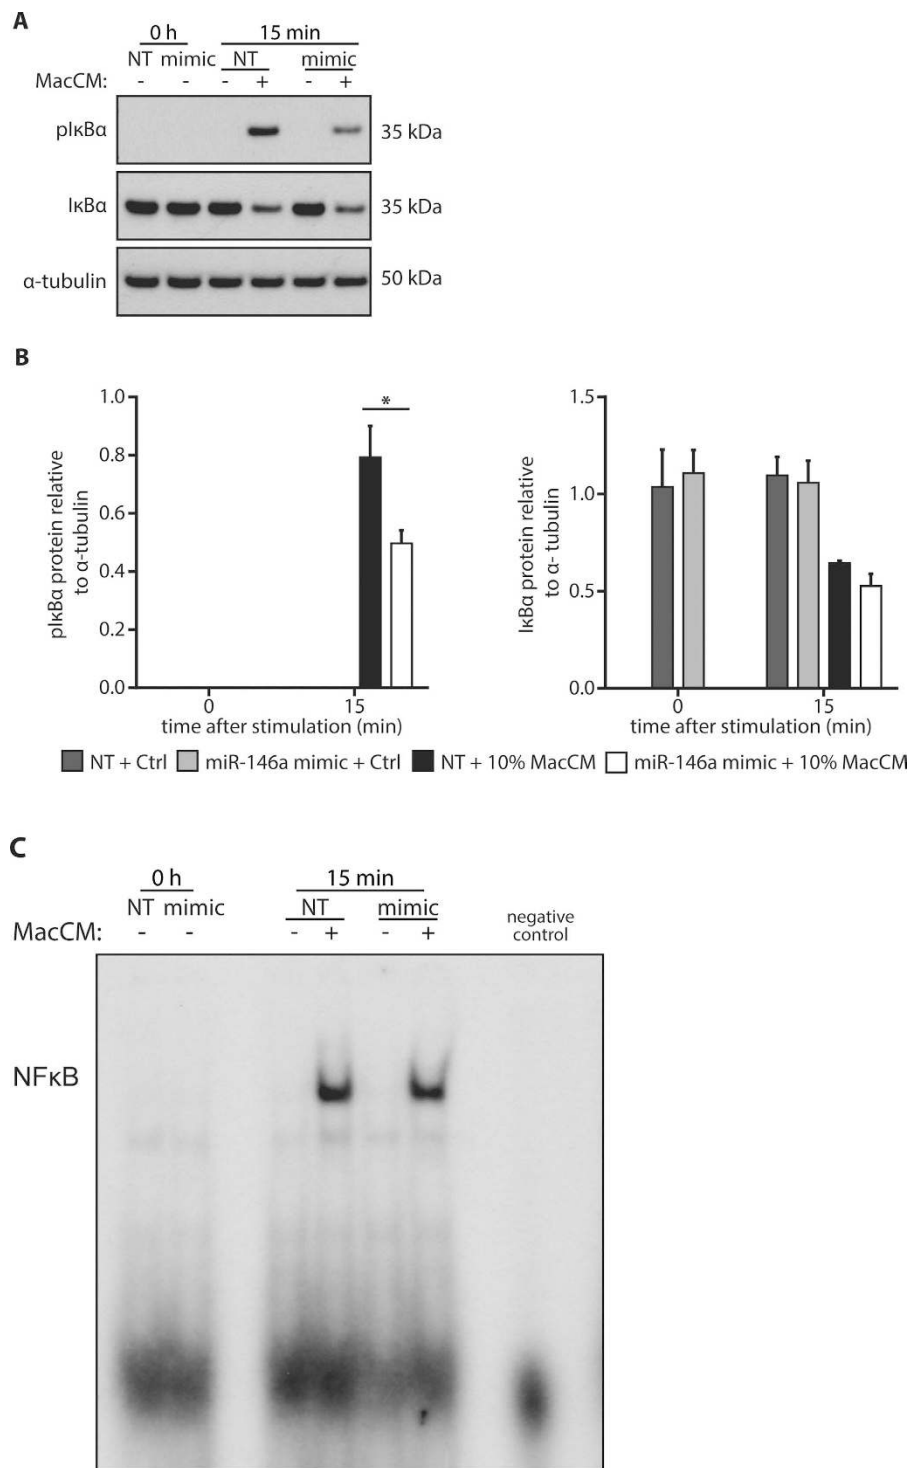 A
0 h 15 min
NT mimic NT mimic
MacCM: - - - + - +
pIκBα 35 kDa
IκBα 35 kDa
α-tubulin 50 kDa
B
pIκBα protein relative
to α-tubulin
1.0
0.8
0.6
0.4
0.2
0.0
*
0 15
time after stimulation (min)
IκBα protein relative
to α- tubulin
1.5
1.0
0.5
0.0
0 15
time after stimulation (min)
NT + Ctrl miR-146a mimic + Ctrl NT + 10% MacCM miR-146a mimic + 10% MacCM
C
0 h 15 min
NT mimic NT mimic negative
control
MacCM: - - - + - +
NFκB